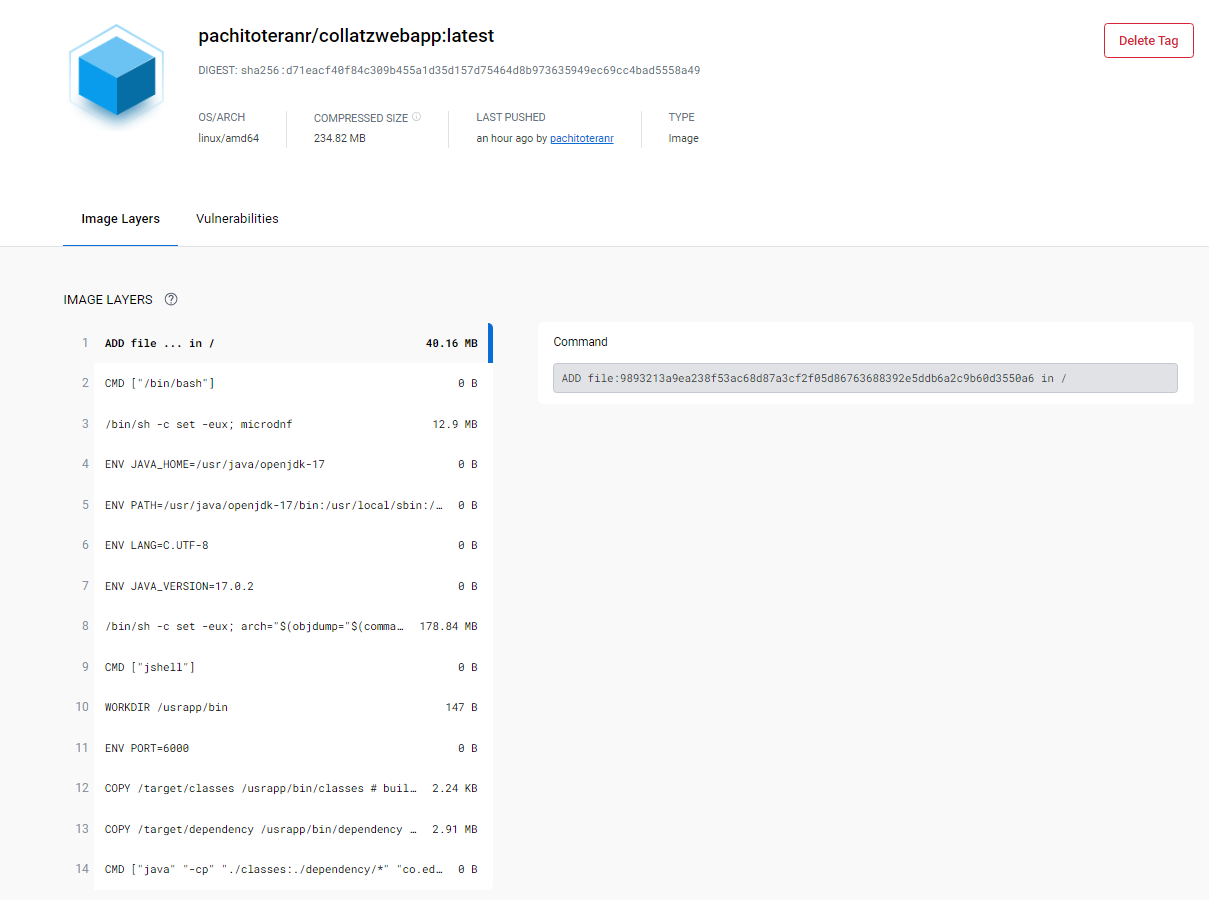 pachitoteranr/collatzwebapp:latest
Delete Tag
DIGEST: sha256:d71eacf40f84c309b455a1d35d157d75464d8b973635949ec69cc4bad5558a49
OS/ARCH
linux/amd64
COMPRESSED SIZE
234.82 MB
LAST PUSHED
an hour ago by pachitoteranr
TYPE
Image
Image Layers
Vulnerabilities
IMAGE LAYERS
1 ADD file ... in / 40.16 MB
2 CMD ["/bin/bash"] 0 B
3 /bin/sh -c set -eux; microdnf 12.9 MB
4 ENV JAVA_HOME=/usr/java/openjdk-17 0 B
5 ENV PATH=/usr/java/openjdk-17/bin:/usr/local/sbin:/… 0 B
6 ENV LANG=C.UTF-8 0 B
7 ENV JAVA_VERSION=17.0.2 0 B
8 /bin/sh -c set -eux; arch="$(objdump="$(comma… 178.84 MB
9 CMD ["jshell"] 0 B
10 WORKDIR /usrapp/bin 147 B
11 ENV PORT=6000 0 B
12 COPY /target/classes /usrapp/bin/classes # buil… 2.24 KB
13 COPY /target/dependency /usrapp/bin/dependency … 2.91 MB
14 CMD ["java" "-cp" "./classes:./dependency/*" "co.ed… 0 B
Command
ADD file:9893213a9ea238f53ac68d87a3cf2f05d86763688392e5ddb6a2c9b60d3550a6 in /